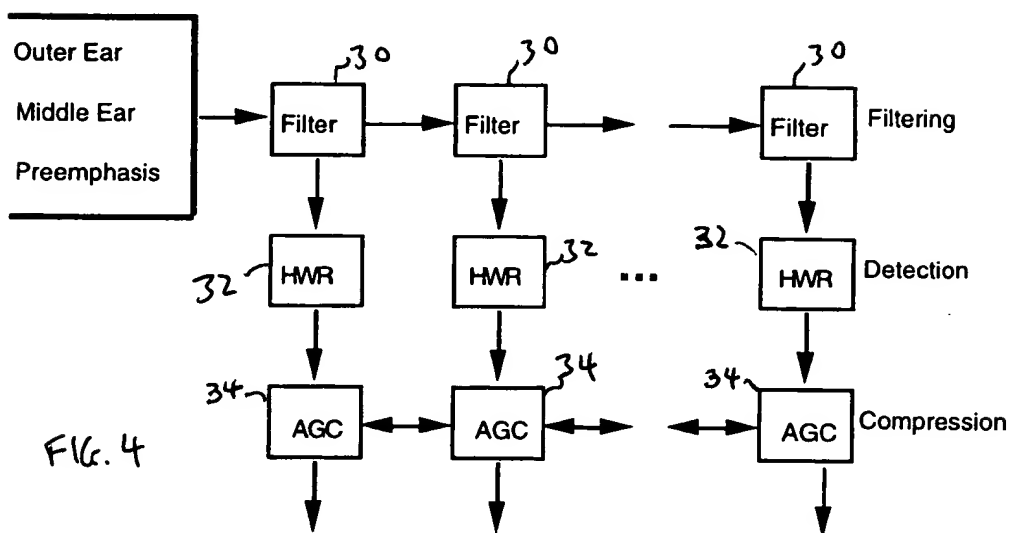 Outer Ear
Middle Ear
Preemphasis
30
30
30
Filter
Filter
Filter
Filtering
32
32
32
HWR
HWR
...
HWR
Detection
34
34
34
AGC
AGC
AGC
Compression
FIG. 4